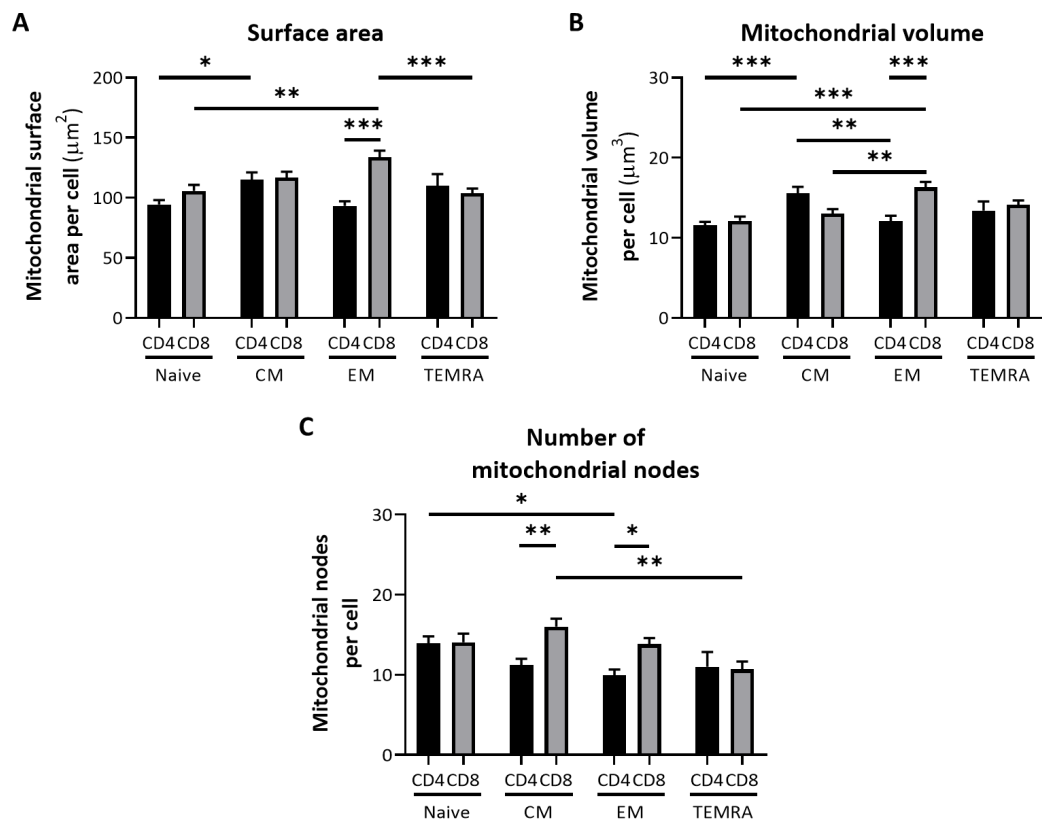 A
Surface area
Mitochondrial surface
area per cell (μm²)
200
150
100
50
0
*
***
**
***
CD4 CD8 CD4 CD8 CD4 CD8 CD4 CD8
Naive CM EM TEMRA
B
Mitochondrial volume
Mitochondrial volume
per cell (μm³)
30
20
10
0
*** ***
***
**
**
CD4 CD8 CD4 CD8 CD4 CD8 CD4 CD8
Naive CM EM TEMRA
C
Number of
mitochondrial nodes
Mitochondrial nodes
per cell
30
20
10
0
*
** *
**
CD4 CD8 CD4 CD8 CD4 CD8 CD4 CD8
Naive CM EM TEMRA